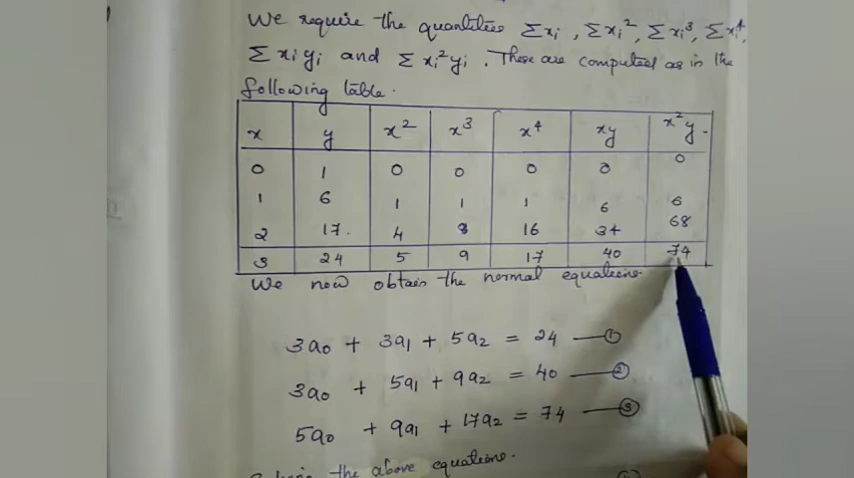 We require the quantities Σxi, Σxi², Σxi³, Σxi⁴,
Σxiyi and Σxi²yi. These are computed as in the
following table.
x y x² x³ x⁴ xy x²y
0 1 0 0 0 0 0
1 6 1 1 1 6 6
2 17 4 8 16 34 68
3 24 5 9 17 40 74
We now obtain the normal equations.
3a₀ + 3a₁ + 5a₂ = 24 —①
3a₀ + 5a₁ + 9a₂ = 40 —②
5a₀ + 9a₁ + 17a₂ = 74 —③
the above equations.